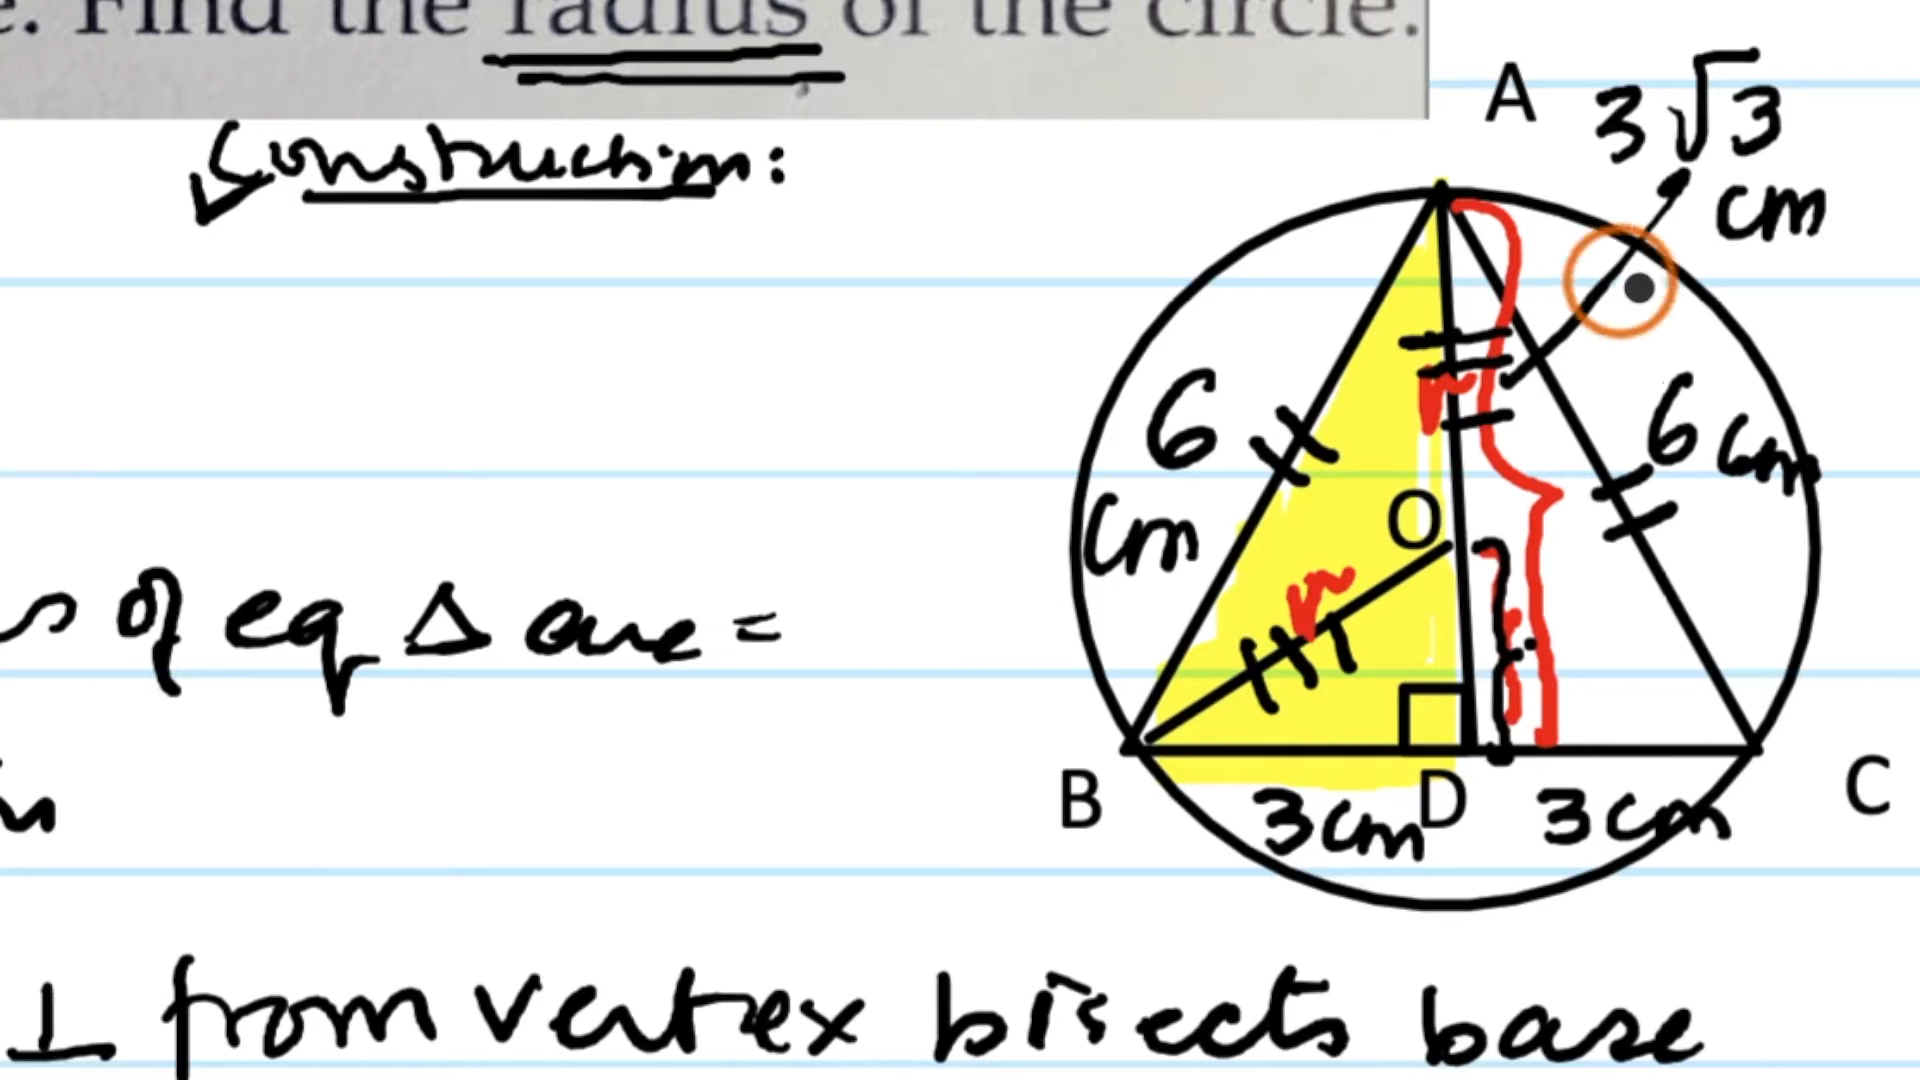 e. Find the radius of the circle.
Construction:
A 3√3
cm
6
cm
6 cm
r
O
r
of eq Δ are =
B
3cm
D
3cm
C
⊥ from vertex bisects base